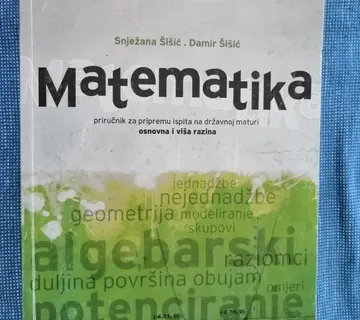 Snježana Šišić . Damir Šišić
Matematika
priručnik za pripremu ispita na državnoj maturi
osnovna i viša razina
jednadžbe
nejednadžbe
geometrija modeliranje
skupovi
algebarski
razlomci
duljina površina obujam
omjeri
potenciranje